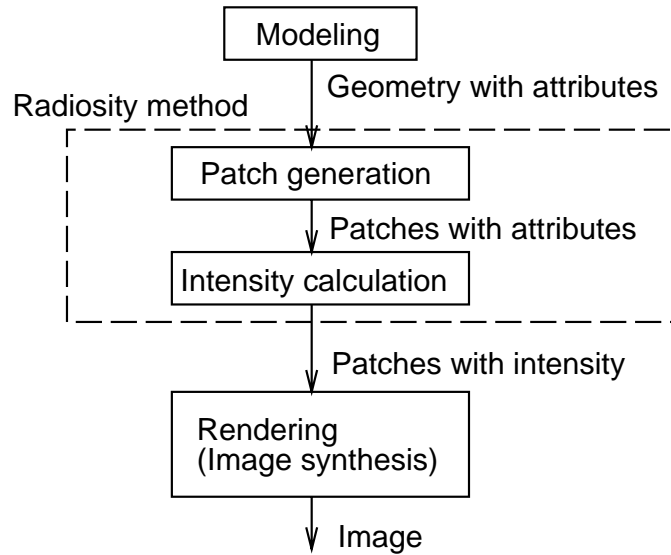 Modeling
Geometry with attributes
Radiosity method
Patch generation
Patches with attributes
Intensity calculation
Patches with intensity
Rendering
(Image synthesis)
Image